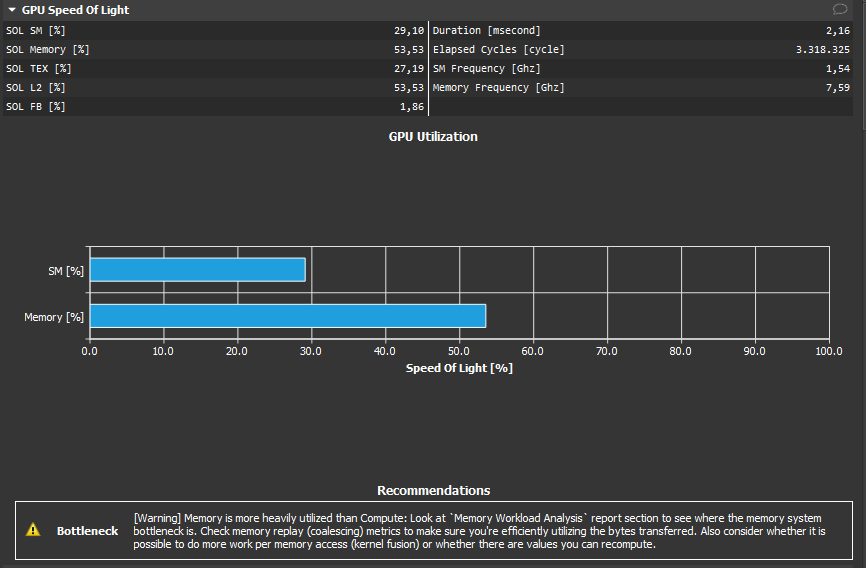 GPU Speed Of Light
SOL SM [%] 29,10 Duration [msecond] 2,16
SOL Memory [%] 53,53 Elapsed Cycles [cycle] 3.318.325
SOL TEX [%] 27,19 SM Frequency [Ghz] 1,54
SOL L2 [%] 53,53 Memory Frequency [Ghz] 7,59
SOL FB [%] 1,86
GPU Utilization
SM [%]
Memory [%]
0.0 10.0 20.0 30.0 40.0 50.0 60.0 70.0 80.0 90.0 100.0
Speed Of Light [%]
Recommendations
[Warning] Memory is more heavily utilized than Compute: Look at `Memory Workload Analysis` report section to see where the memory system
Bottleneck bottleneck is. Check memory replay (coalescing) metrics to make sure you're efficiently utilizing the bytes transferred. Also consider whether it is
possible to do more work per memory access (kernel fusion) or whether there are values you can recompute.